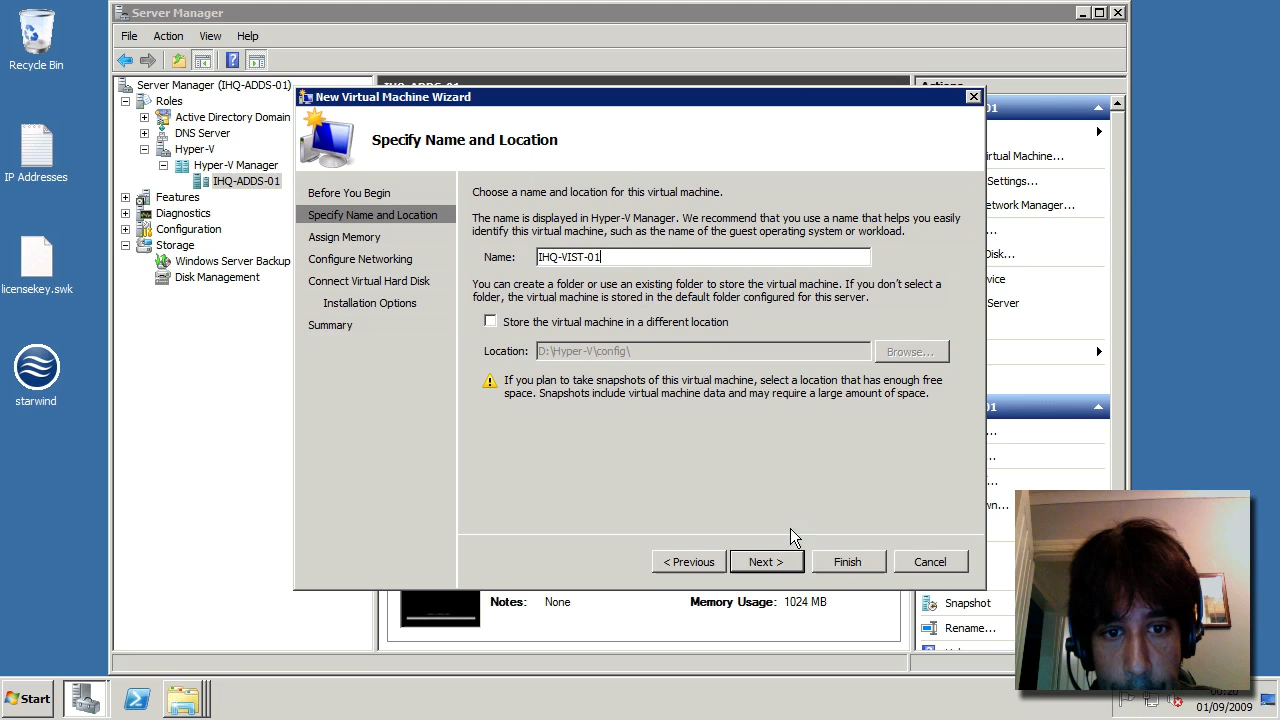 Recycle Bin
IP Addresses
licensekey.swk
starwind
Server Manager
File Action View Help
Server Manager (IHQ-ADDS-01)
Roles
Active Directory Domain
DNS Server
Hyper-V
Hyper-V Manager
IHQ-ADDS-01
Features
Diagnostics
Configuration
Storage
Windows Server Backup
Disk Management
New Virtual Machine Wizard
Specify Name and Location
Before You Begin
Specify Name and Location
Assign Memory
Configure Networking
Connect Virtual Hard Disk
Installation Options
Summary
Choose a name and location for this virtual machine.
The name is displayed in Hyper-V Manager. We recommend that you use a name that helps you easily
identify this virtual machine, such as the name of the guest operating system or workload.
Name: IHQ-VIST-01
You can create a folder or use an existing folder to store the virtual machine. If you don't select a
folder, the virtual machine is stored in the default folder configured for this server.
Store the virtual machine in a different location
Location: D:\Hyper-V\config\ Browse...
If you plan to take snapshots of this virtual machine, select a location that has enough free
space. Snapshots include virtual machine data and may require a large amount of space.
< Previous Next > Finish Cancel
Notes: None Memory Usage: 1024 MB
01
irtual Machine...
Settings...
etwork Manager...
...
Disk...
vice
Server
01
...
...
...
wn...
Snapshot
Rename...
Start
01/09/2009